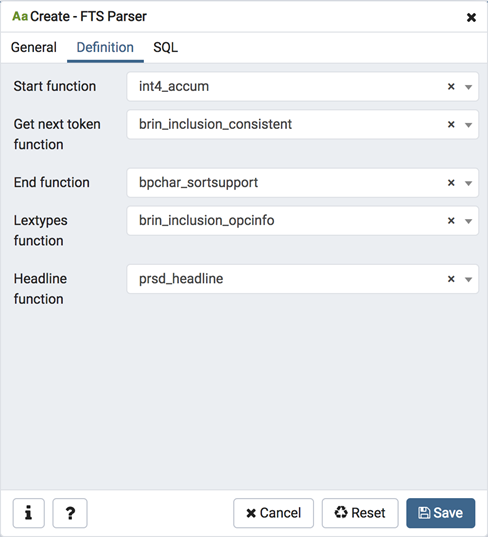 Aa Create - FTS Parser
General Definition SQL
Start function int4_accum
Get next token brin_inclusion_consistent
function
End function bpchar_sortsupport
Lextypes brin_inclusion_opcinfo
function
Headline prsd_headline
function
i ? Cancel Reset Save